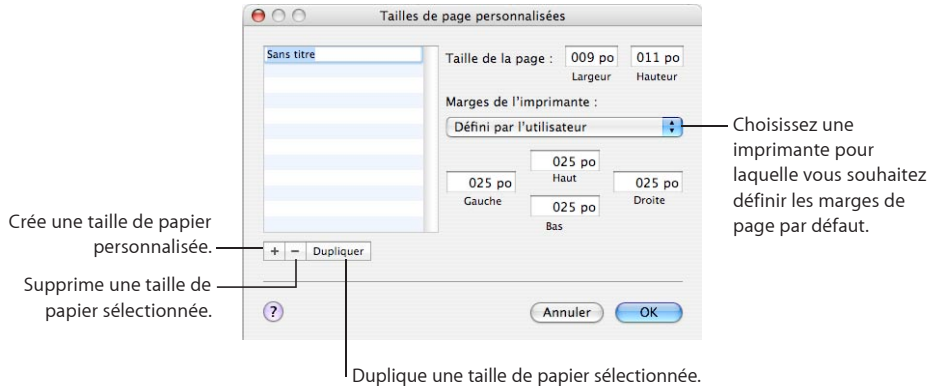 Tailles de page personnalisées
Sans titre
Taille de la page : 009 po 011 po
Largeur Hauteur
Marges de l'imprimante :
Défini par l'utilisateur
025 po
Haut
025 po 025 po
Gauche Droite
025 po
Bas
+ − Dupliquer
? Annuler OK
Choisissez une
imprimante pour
laquelle vous souhaitez
définir les marges de
page par défaut.
Crée une taille de papier
personnalisée.
Supprime une taille de
papier sélectionnée.
Duplique une taille de papier sélectionnée.